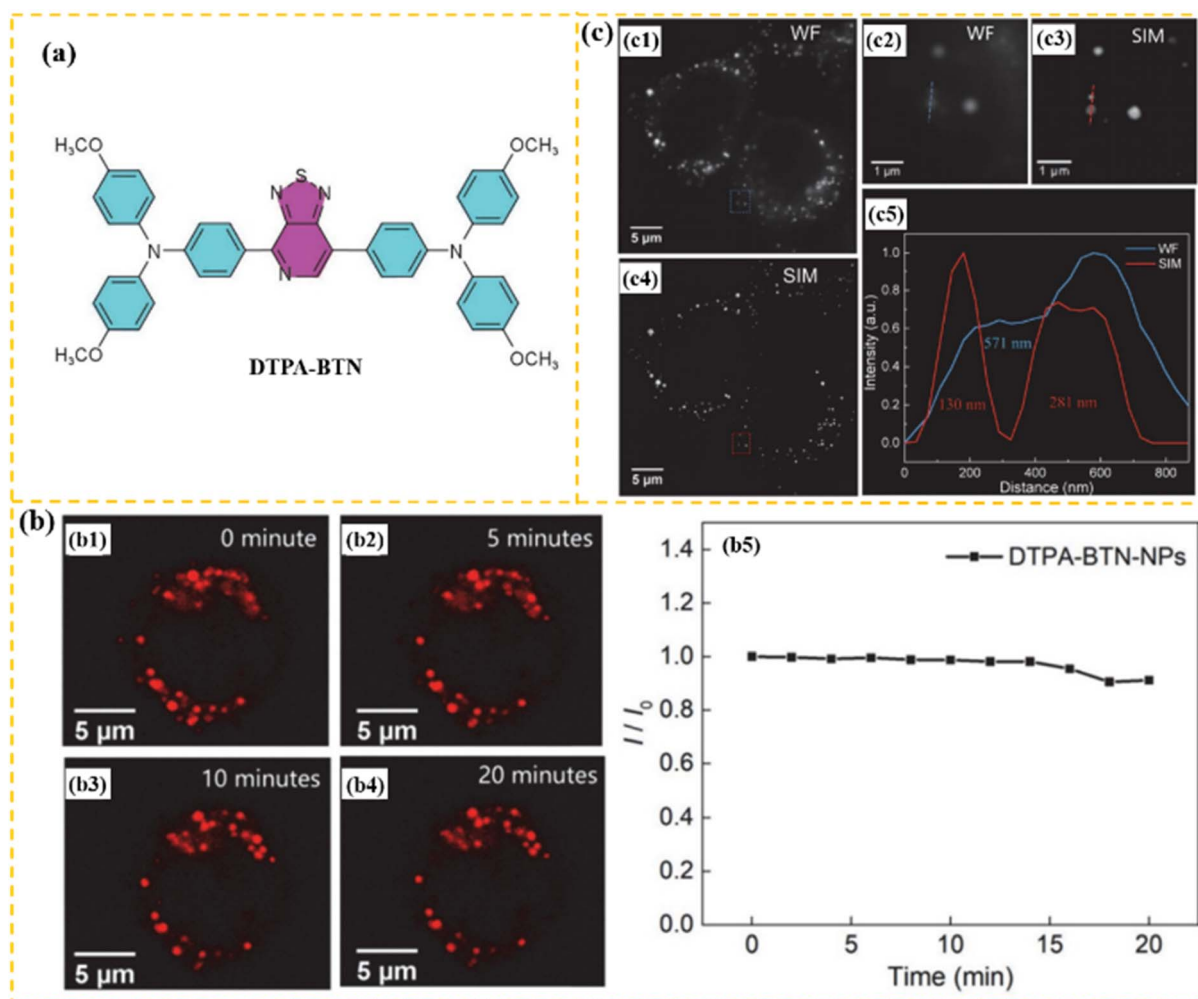 (a)
H₃CO
OCH₃
S
N
N
N
N
N
H₃CO
OCH₃
DTPA-BTN
(c)
(c1)
WF
5 μm
(c2)
WF
1 μm
(c3)
SIM
1 μm
(c4)
SIM
5 μm
(c5)
WF
SIM
Intensity (a.u.)
1.0
0.8
0.6
0.4
0.2
0.0
571 nm
130 nm
281 nm
0
200
400
600
800
Distance (nm)
(b)
(b1)
0 minute
5 μm
(b2)
5 minutes
5 μm
(b3)
10 minutes
5 μm
(b4)
20 minutes
5 μm
(b5)
DTPA-BTN-NPs
I / I₀
1.4
1.2
1.0
0.8
0.6
0.4
0.2
0.0
0
5
10
15
20
Time (min)